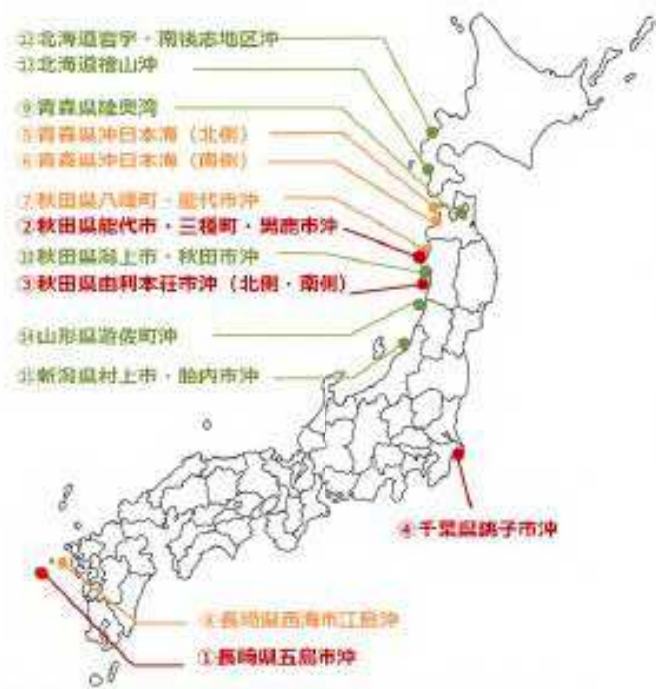 ⑫北海道岩宇・南後志地区沖
⑬北海道檜山沖
⑨青森県陸奥湾
⑤青森県沖日本海（北側）
⑥青森県沖日本海（南側）
⑦秋田県八峰町・能代市沖
②秋田県能代市・三種町・男鹿市沖
秋田県潟上市・秋田市沖
③秋田県由利本荘市沖（北側・南側）
⑭山形県遊佐町沖
新潟県村上市・胎内市沖
④千葉県銚子市沖
長崎県西海市江島沖
①長崎県五島市沖